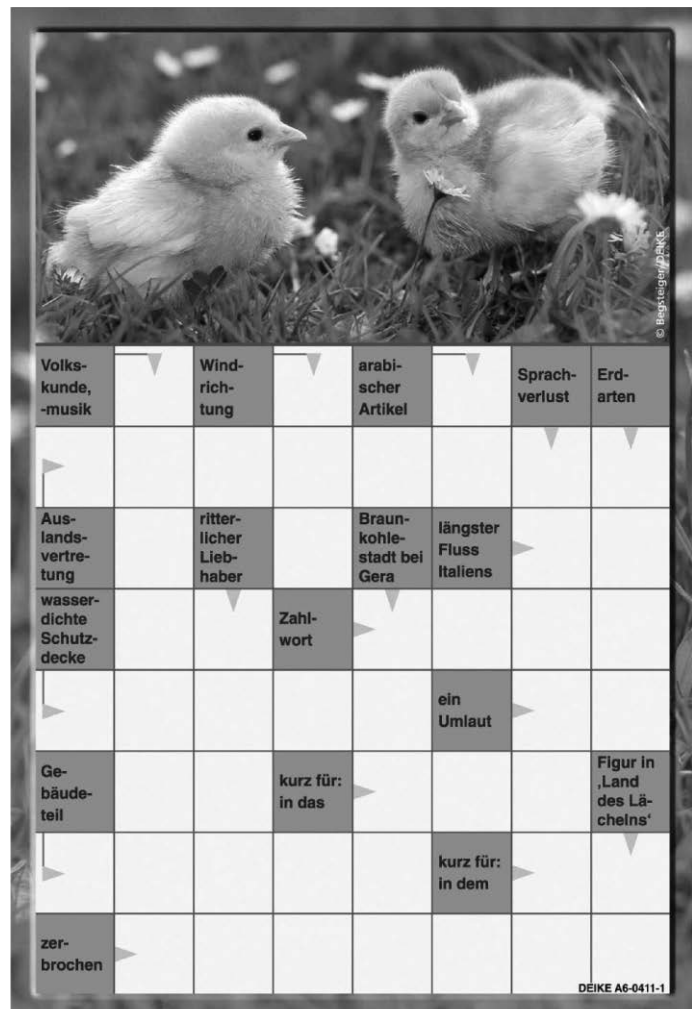 © Begsteiger/DEIKE
Volks-
kunde,
-musik
Wind-
rich-
tung
arabi-
scher
Artikel
Sprach-
verlust
Erd-
arten
Aus-
lands-
vertre-
tung
ritter-
licher
Lieb-
haber
Braun-
kohle-
stadt bei
Gera
längster
Fluss
Italiens
wasser-
dichte
Schutz-
decke
Zahl-
wort
ein
Umlaut
Ge-
bäude-
teil
kurz für:
in das
Figur in
‚Land
des Lä-
chelns‘
kurz für:
in dem
zer-
brochen
DEIKE A6-0411-1